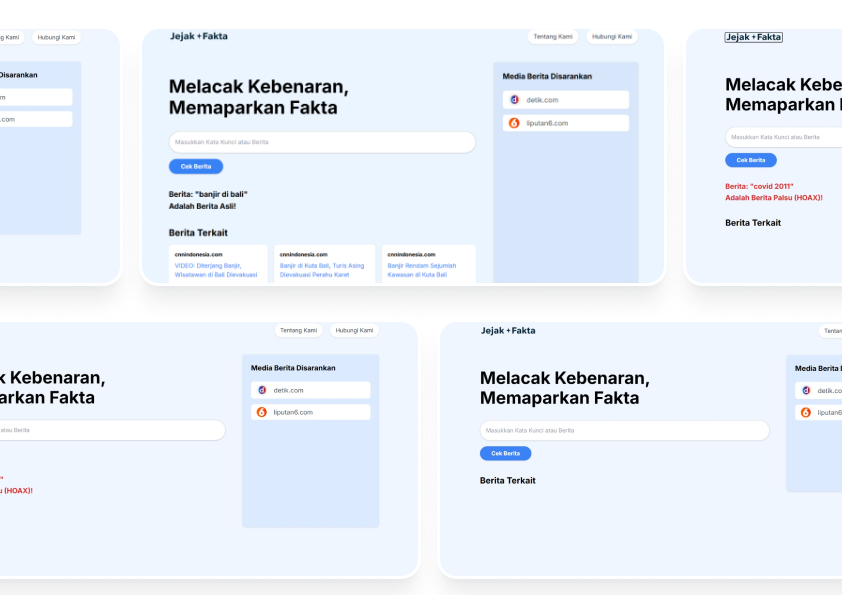 g Kami
Hubungi Kami
Disarankan
m
.com
Jejak +Fakta
Tentang Kami
Hubungi Kami
Melacak Kebenaran,
Memaparkan Fakta
Masukkan Kata Kunci atau Berita
Cek Berita
Berita: "banjir di bali"
Adalah Berita Asli!
Berita Terkait
cnnindonesia.com
VIDEO: Diterjang Banjir,
Wisatawan di Bali Dievakuasi
cnnindonesia.com
Banjir di Kuta Bali, Turis Asing
Dievakuasi Perahu Karet
cnnindonesia.com
Banjir Rendam Sejumlah
Kawasan di Kuta Bali
Media Berita Disarankan
detik.com
liputan6.com
Jejak +Fakta
Melacak Kebe
Memaparkan
Masukkan Kata Kunci atau Berita
Cek Berita
Berita: "covid 2011"
Adalah Berita Palsu (HOAX)!
Berita Terkait
Tentang Kami
Hubungi Kami
k Kebenaran,
arkan Fakta
atau Berita
"
u (HOAX)!
Media Berita Disarankan
detik.com
liputan6.com
Jejak +Fakta
Tentan
Melacak Kebenaran,
Memaparkan Fakta
Masukkan Kata Kunci atau Berita
Cek Berita
Berita Terkait
Media Berita
detik.co
liputan6